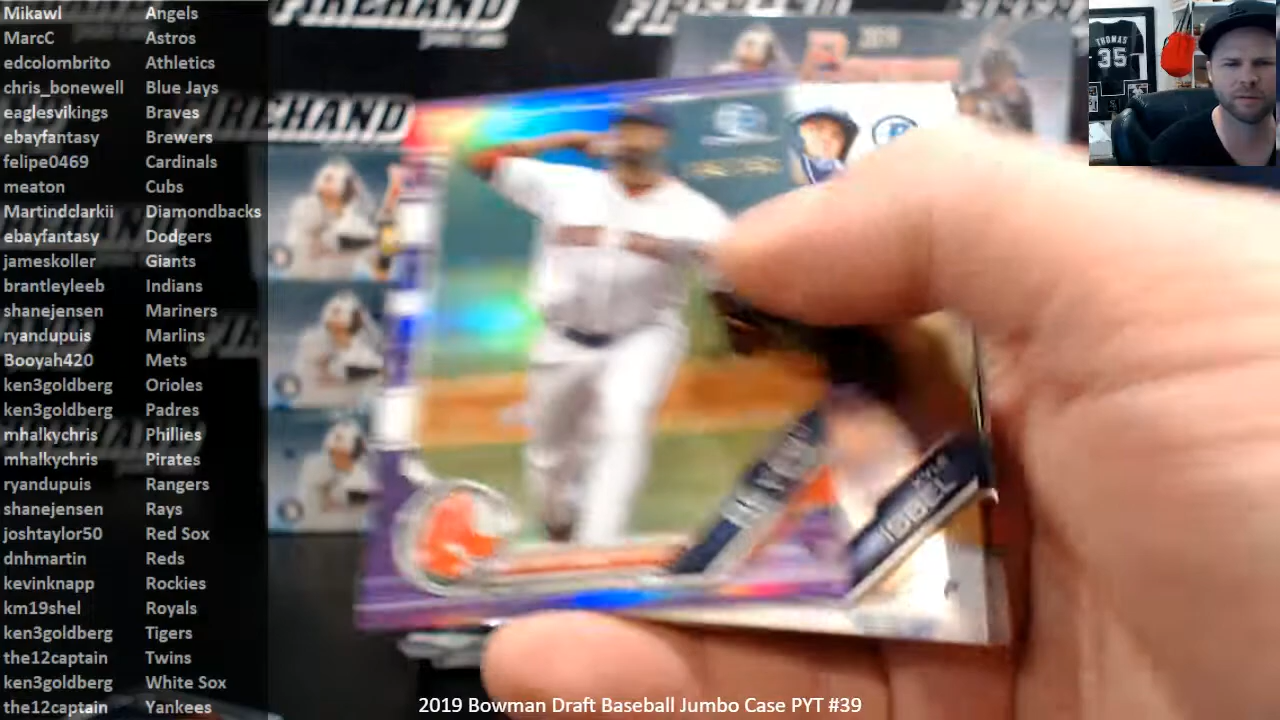 Mikawl Angels
MarcC Astros
edcolombrito Athletics
chris_bonewell Blue Jays
eaglesvikings Braves
ebayfantasy Brewers
felipe0469 Cardinals
meaton Cubs
Martindclarkii Diamondbacks
ebayfantasy Dodgers
jameskoller Giants
brantleyleeb Indians
shanejensen Mariners
ryandupuis Marlins
Booyah420 Mets
ken3goldberg Orioles
ken3goldberg Padres
mhalkychris Phillies
mhalkychris Pirates
ryandupuis Rangers
shanejensen Rays
joshtaylor50 Red Sox
dnhmartin Reds
kevinknapp Rockies
km19shel Royals
ken3goldberg Tigers
the12captain Twins
ken3goldberg White Sox
the12captain Yankees
FIREHAND
THOMAS
35
2019
2019 Bowman Draft Baseball Jumbo Case PYT #39